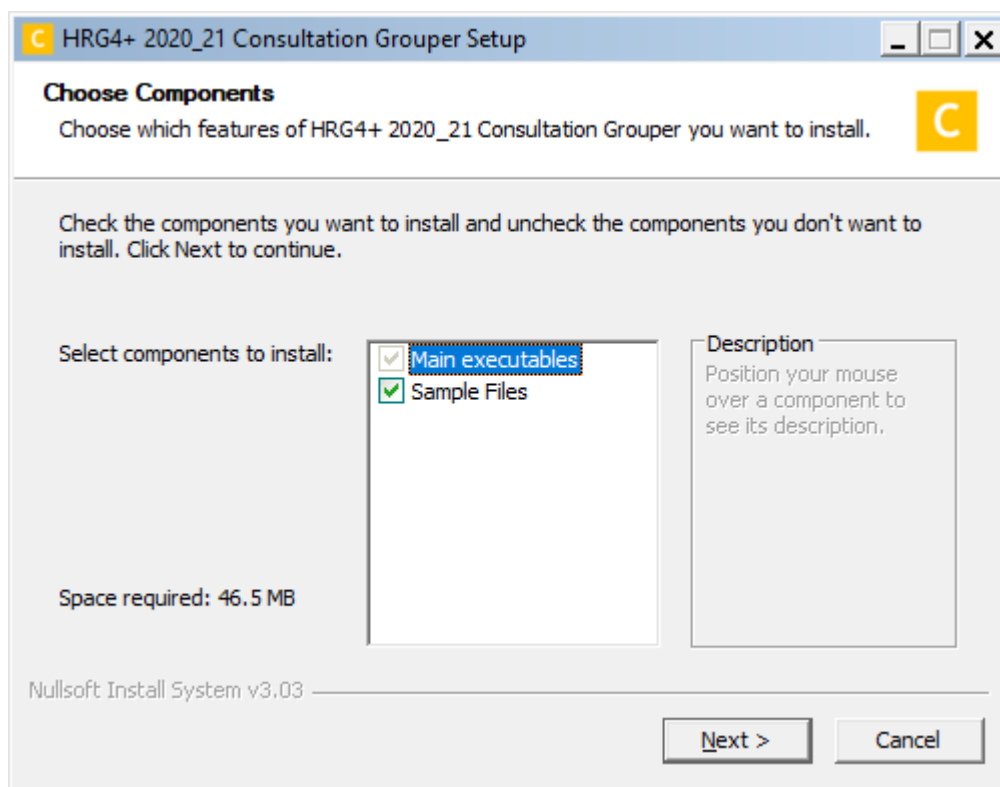 C HRG4+ 2020_21 Consultation Grouper Setup
Choose Components
Choose which features of HRG4+ 2020_21 Consultation Grouper you want to install.
C
Check the components you want to install and uncheck the components you don't want to
install. Click Next to continue.
Select components to install:
Main executables
Sample Files
Description
Position your mouse
over a component to
see its description.
Space required: 46.5 MB
Nullsoft Install System v3.03
Next >
Cancel